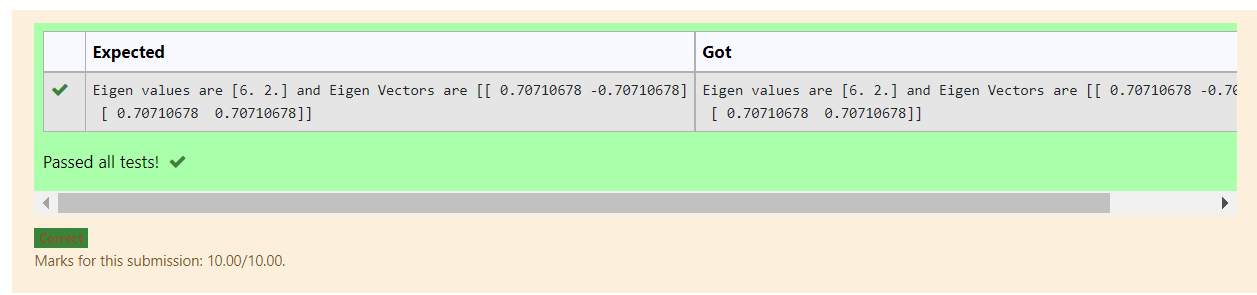 Expected Got
Eigen values are [6. 2.] and Eigen Vectors are [[ 0.70710678 -0.70710678] Eigen values are [6. 2.] and Eigen Vectors are [[ 0.70710678 -0.70
[ 0.70710678  0.70710678]] [ 0.70710678  0.70710678]]
Passed all tests!
Correct
Marks for this submission: 10.00/10.00.